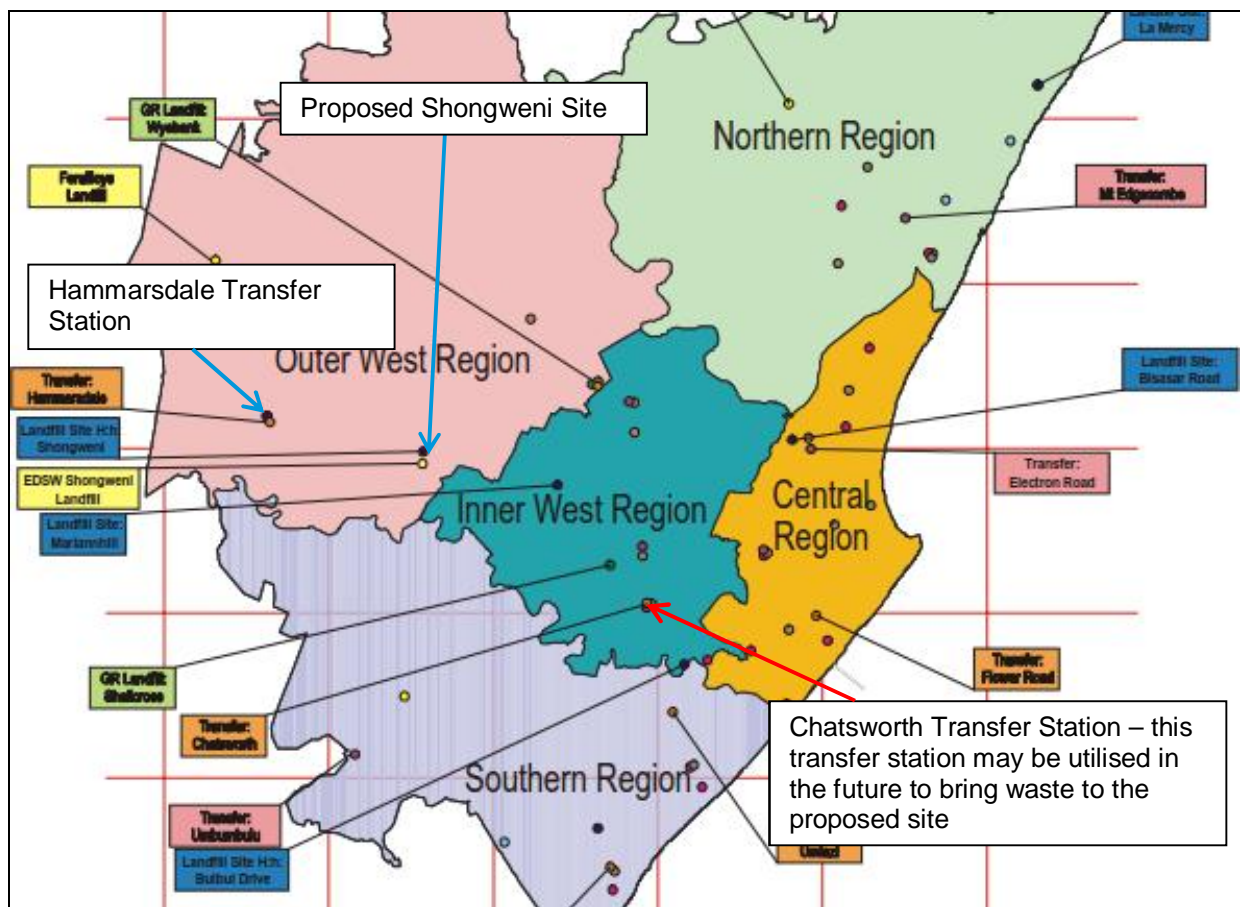 La Mercy
Proposed Shongweni Site
GR Landfill:
Wyebank
Northern Region
Transfer:
Mt Edgecombe
Landfill
Hammarsdale Transfer
Station
Outer West Region
Landfill Site:
Bisasar Road
Transfer:
Hammarsdale
Landfill Site H:h:
Shongweni
EDSW Shongweni
Landfill
Landfill Site:
Mariannhill
Transfer:
Electron Road
Inner West Region
Central
Region
GR Landfill:
Shallcross
Transfer:
Flower Road
Transfer:
Chatsworth
Chatsworth Transfer Station – this
transfer station may be utilised in
the future to bring waste to the
proposed site
Southern Region
Transfer:
Umbumbulu
Landfill Site H:h:
Bulbul Drive